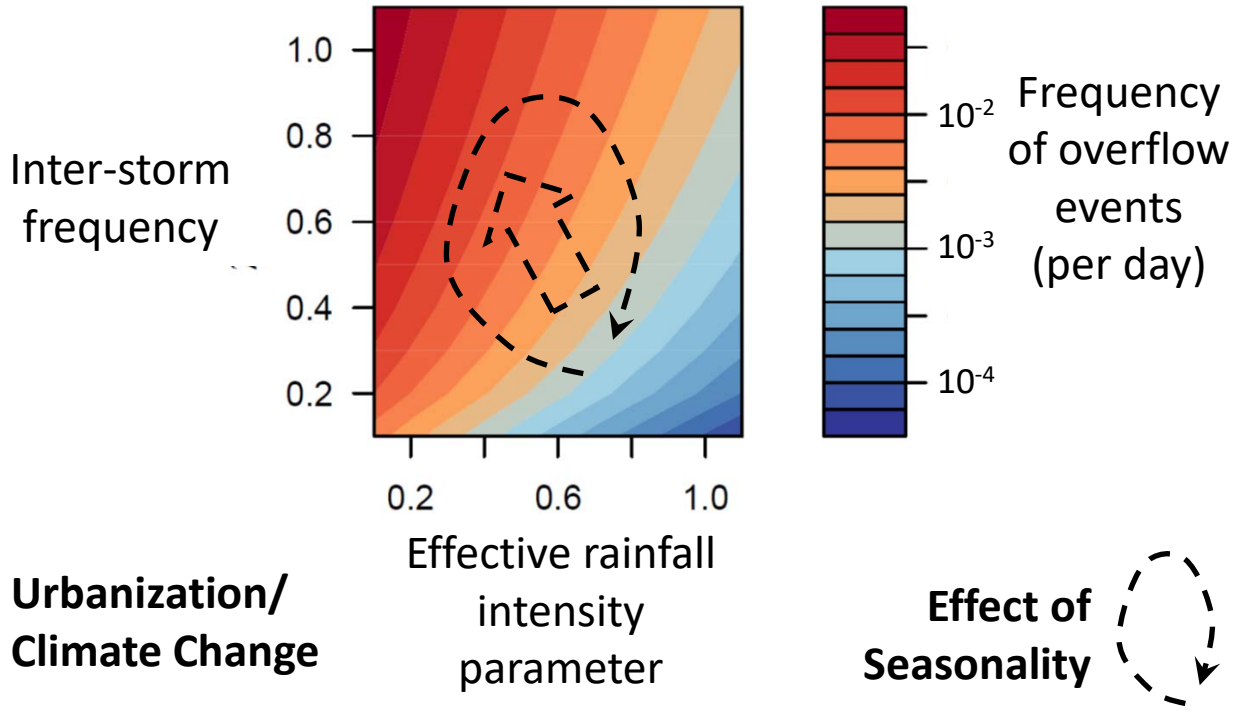 1.0
0.8
0.6
0.4
0.2
Inter-storm
frequency
0.2 0.6 1.0
Effective rainfall
intensity
parameter
10-2
10-3
10-4
Frequency
of overflow
events
(per day)
Urbanization/
Climate Change
Effect of
Seasonality